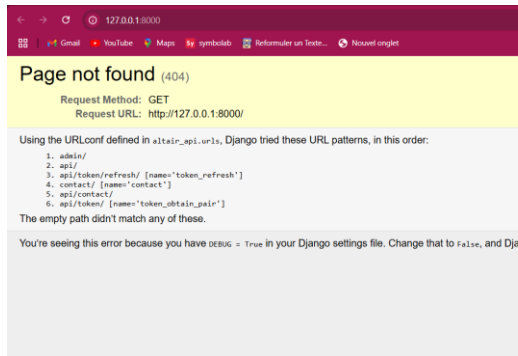 127.0.0.1:8000
Gmail YouTube Maps Sy symbolab Reformuler un Texte... Nouvel onglet
Page not found (404)
Request Method: GET
Request URL: http://127.0.0.1:8000/
Using the URLconf defined in altair_api.urls, Django tried these URL patterns, in this order:
1. admin/
2. api/
3. api/token/refresh/ [name='token_refresh']
4. contact/ [name='contact']
5. api/contact/
6. api/token/ [name='token_obtain_pair']
The empty path didn't match any of these.
You're seeing this error because you have DEBUG = True in your Django settings file. Change that to False, and Dja